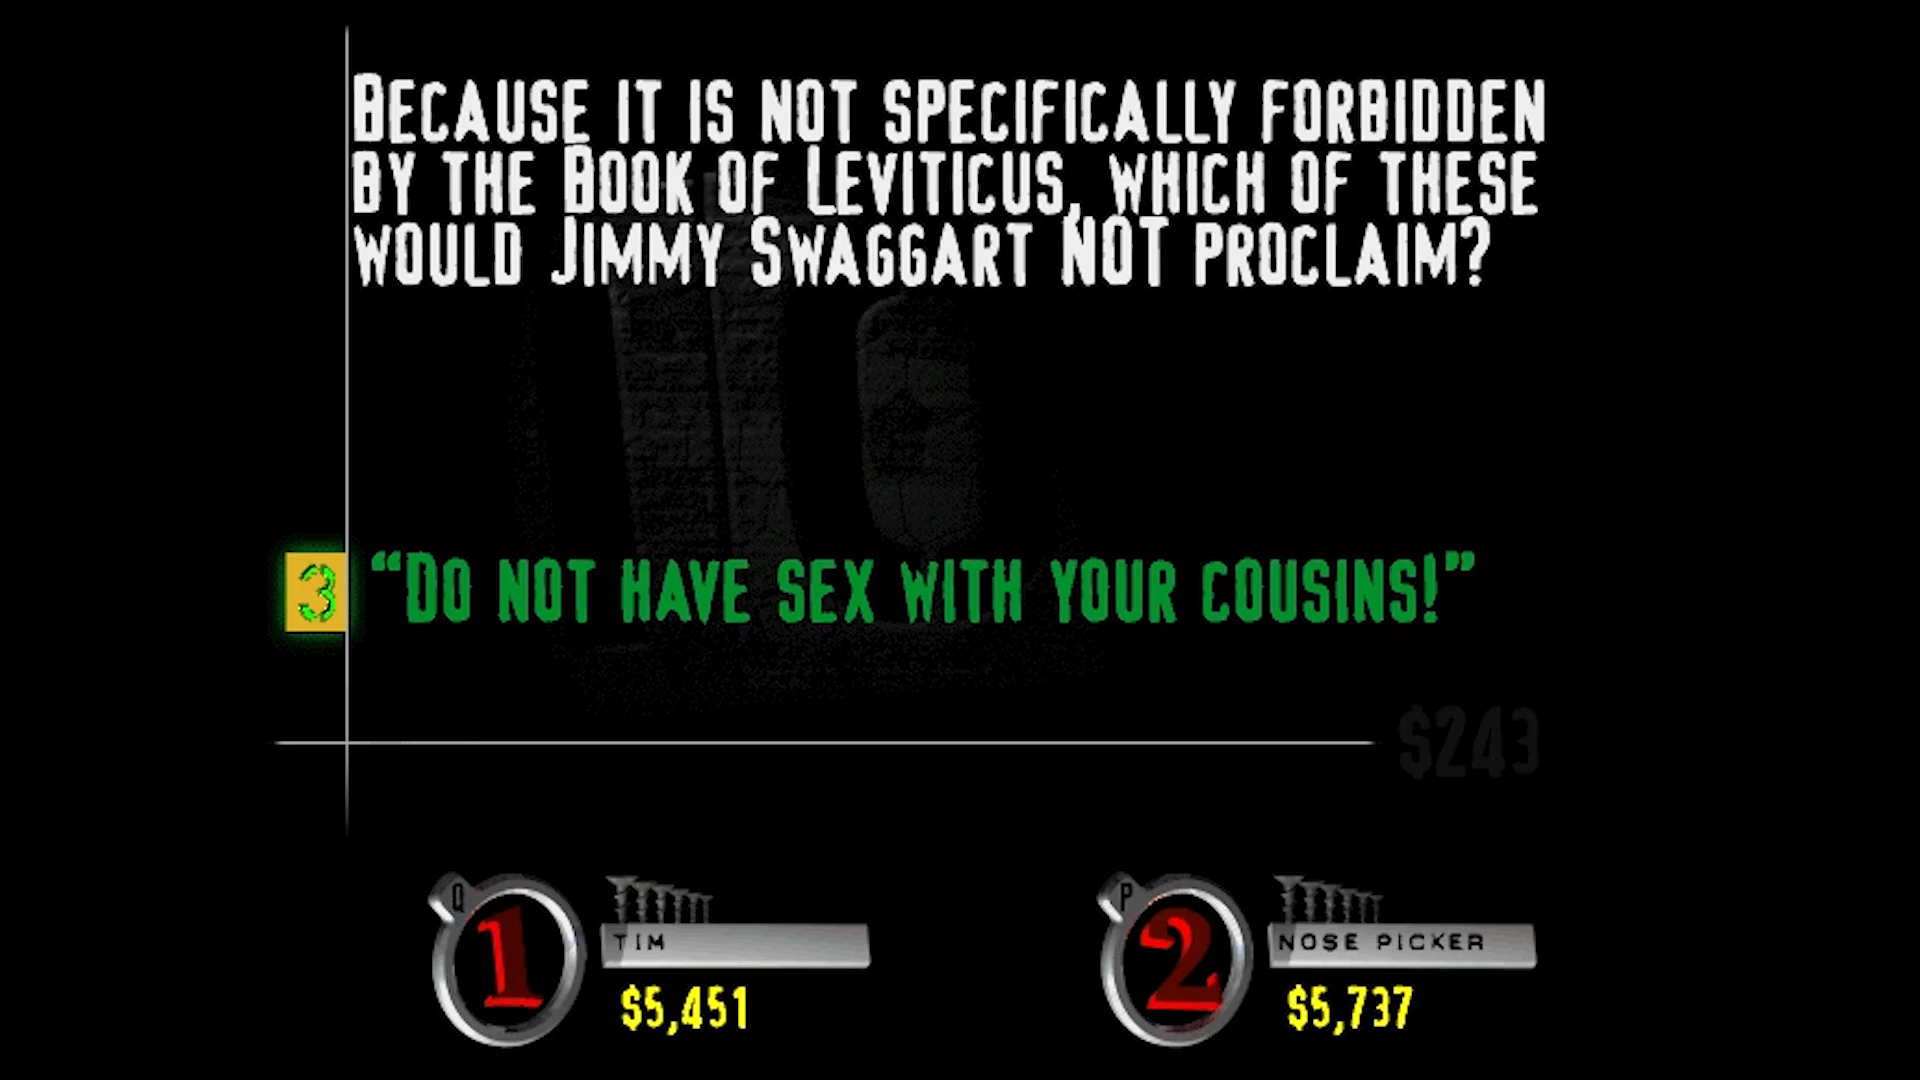 Because it is not specifically forbidden
by the Book of Leviticus, which of these
would Jimmy Swaggart NOT proclaim?
3 “Do not have sex with your cousins!”
$243
Q 1 TIM
$5,451
P 2 NOSE PICKER
$5,737